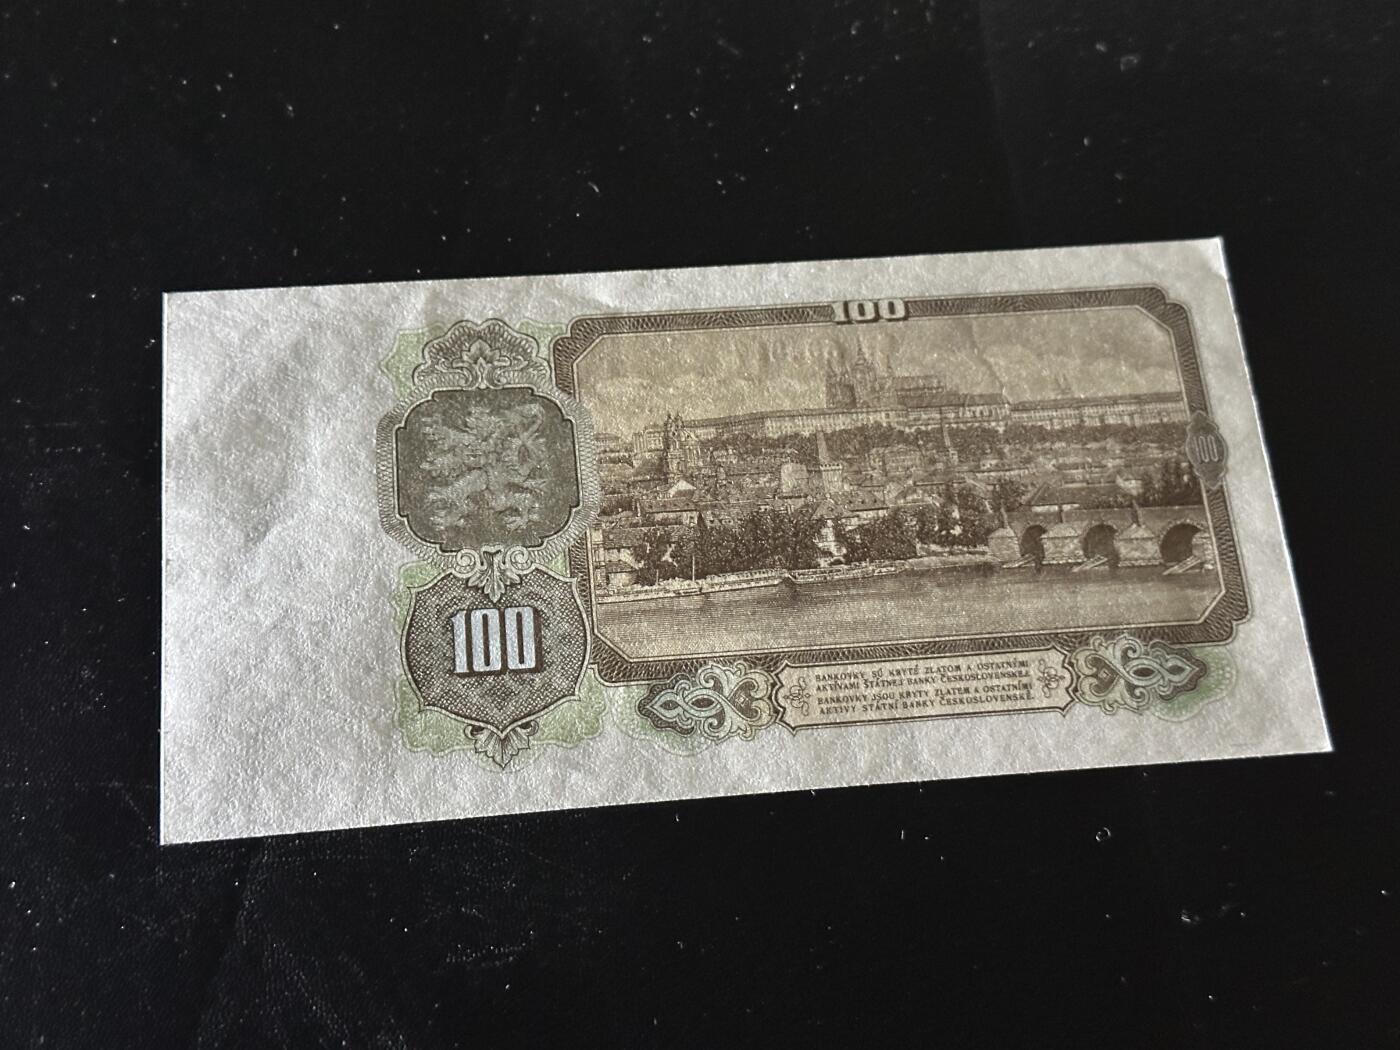 100
100
100
BANKOVKY SÚ KRYTÉ ZLATOM A OSTATNÝMI
AKTÍVAMI ŠTÁTNEJ BANKY ČESKOSLOVENSKEJ.
BANKOVKY JSOU KRYTY ZLATEM A OSTATNÍMI
AKTIVY STÁTNÍ BANKY ČESKOSLOVENSKÉ.